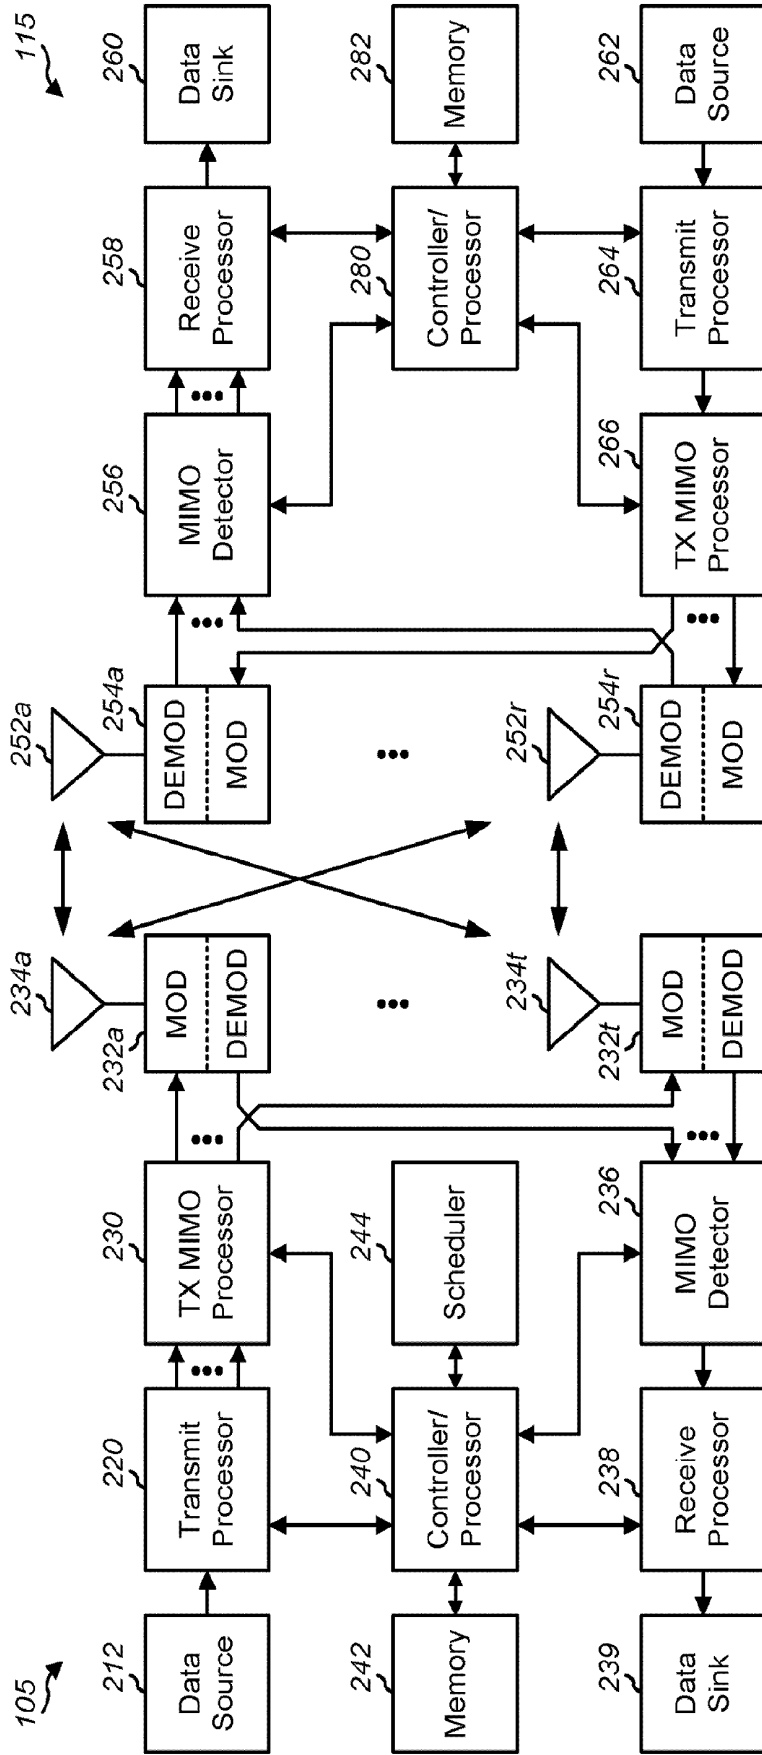 105
115
212
Data
Source
220
Transmit
Processor
230
TX MIMO
Processor
•••
•••
232a
MOD
DEMOD
234a
252a
254a
DEMOD
MOD
•••
256
MIMO
Detector
•••
258
Receive
Processor
260
Data
Sink
242
Memory
240
Controller/
Processor
244
Scheduler
•••
•••
280
Controller/
Processor
282
Memory
239
Data
Sink
238
Receive
Processor
236
MIMO
Detector
•••
232t
MOD
DEMOD
234t
252r
254r
DEMOD
MOD
•••
266
TX MIMO
Processor
264
Transmit
Processor
262
Data
Source